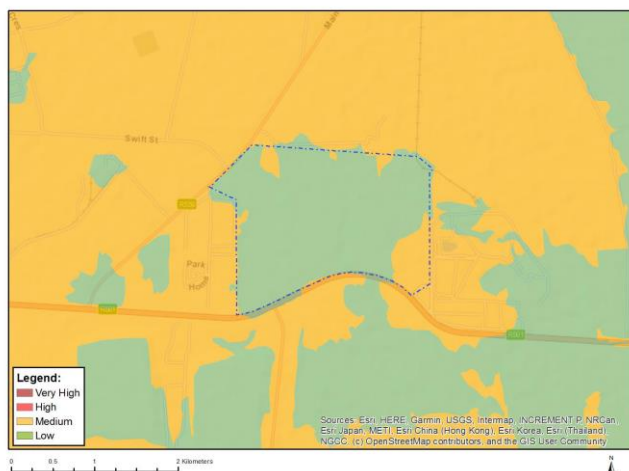 Swift St
Park
Legend:
Very High
High
Medium
Low
Sources: Esri, HERE, Garmin, USGS, Intermap, INCREMENT P, NRCan,
Esri Japan, METI, Esri China (Hong Kong), Esri Korea, Esri (Thailand),
NGCC, (c) OpenStreetMap contributors, and the GIS User Community
0 0.5 1 2 Kilometers
N